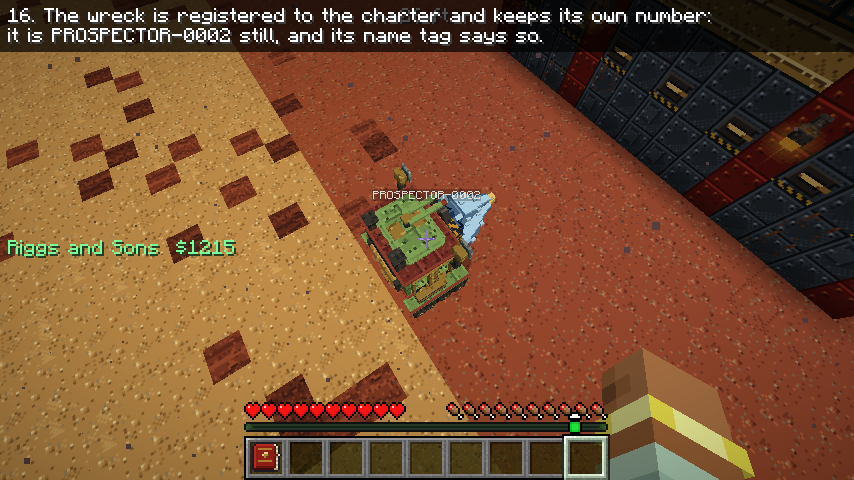 16. The wreck is registered to the charter and keeps its own number:
it is PROSPECTOR-0002 still, and its name tag says so.
PROSPECTOR-0002
Riggs and Sons $1215